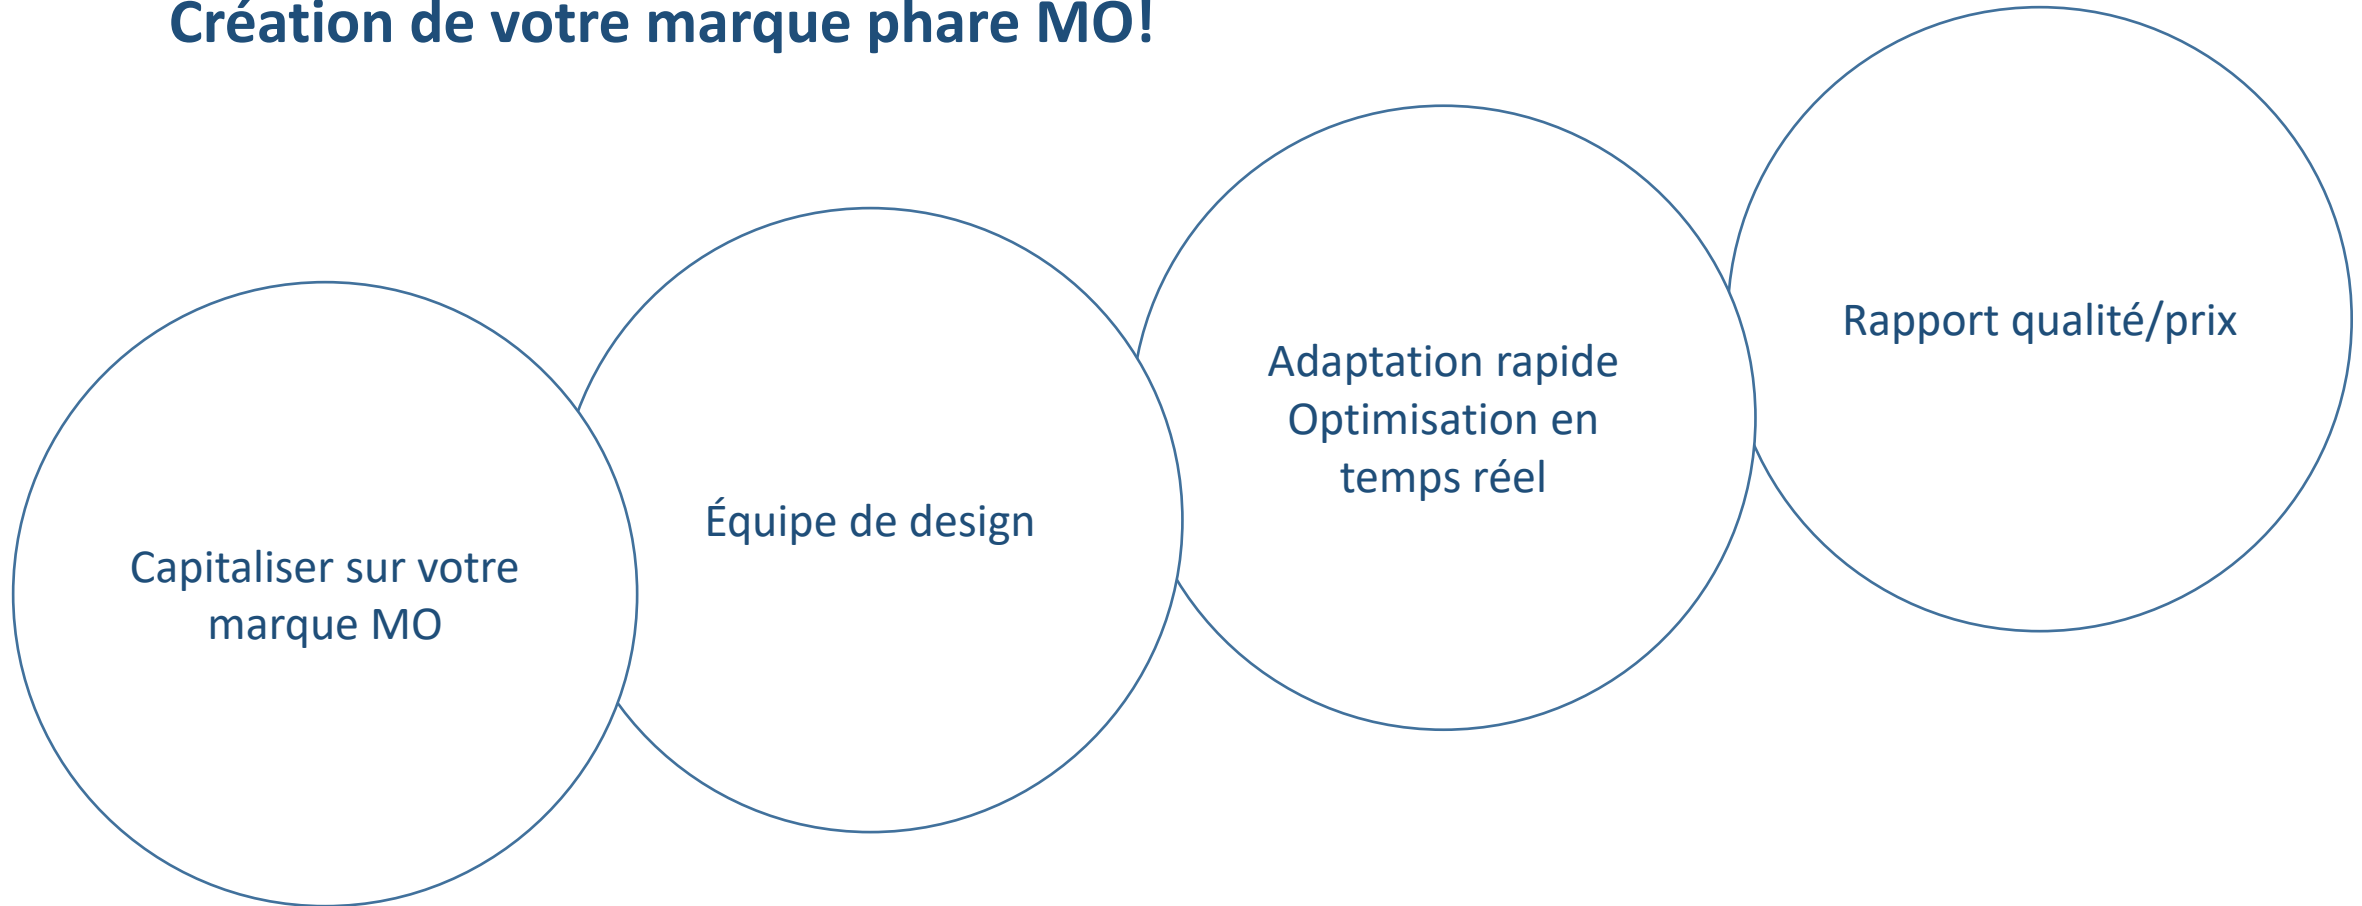 Création de votre marque phare MO!
Capitaliser sur votre
marque MO
Équipe de design
Adaptation rapide
Optimisation en
temps réel
Rapport qualité/prix